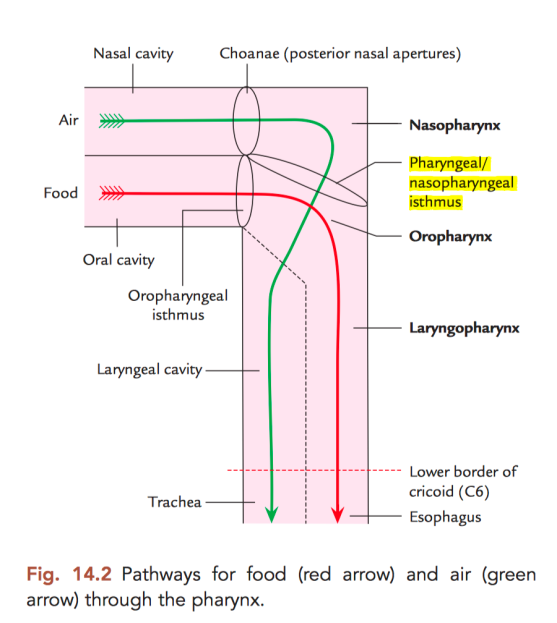 Nasal cavity
Choanae (posterior nasal apertures)
Air
Nasopharynx
Pharyngeal/
nasopharyngeal
isthmus
Food
Oropharynx
Oral cavity
Oropharyngeal
isthmus
Laryngopharynx
Laryngeal cavity
Lower border of
cricoid (C6)
Trachea
Esophagus
Fig. 14.2 Pathways for food (red arrow) and air (green
arrow) through the pharynx.